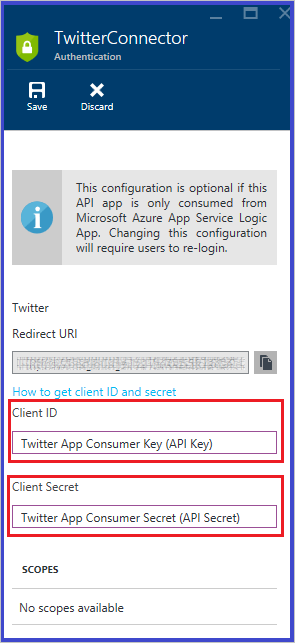 TwitterConnector
Authentication
Save
Discard
This configuration is optional if this
API app is only consumed from
Microsoft Azure App Service Logic
App. Changing this configuration
will require users to re-login.
Twitter
Redirect URI
How to get client ID and secret
Client ID
Twitter App Consumer Key (API Key)
Client Secret
Twitter App Consumer Secret (API Secret)
SCOPES
No scopes available